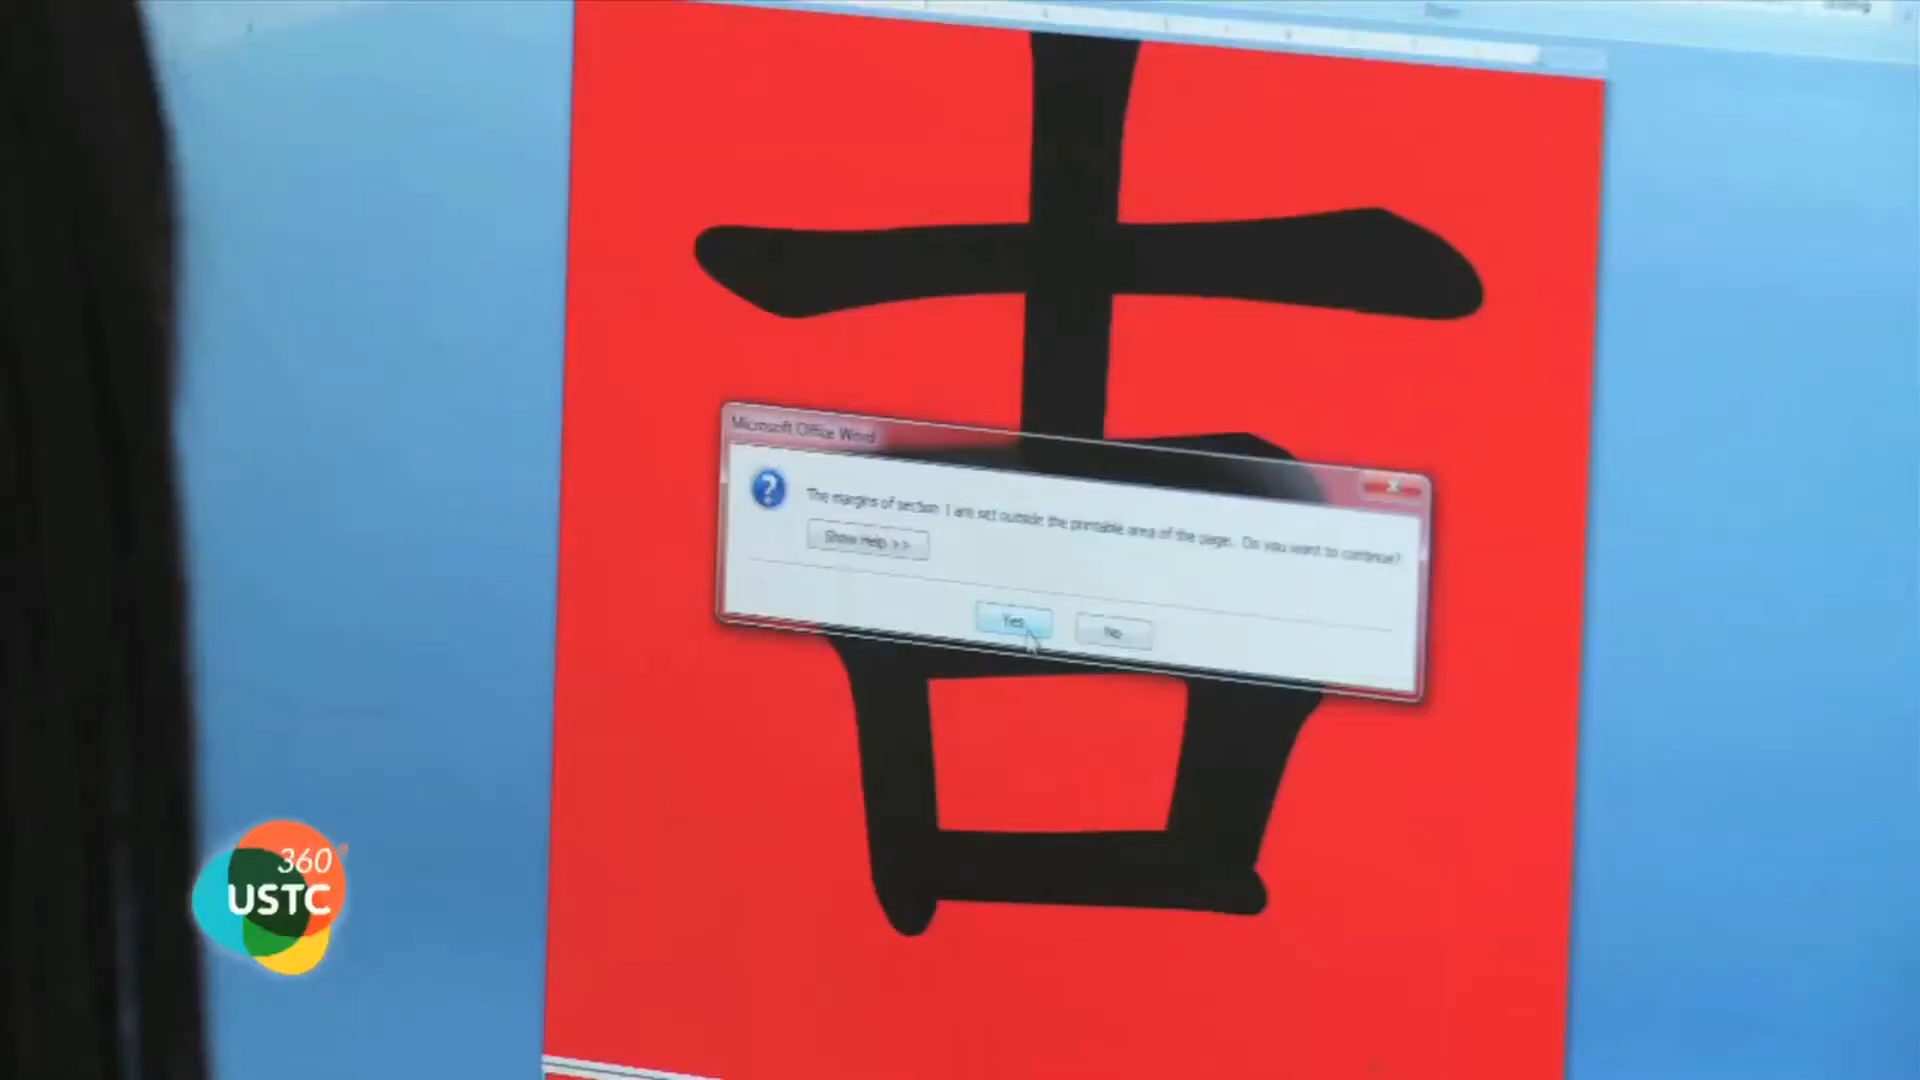 吉
Microsoft Office Word
The margins of section 1 are set outside the printable area of the page. Do you want to continue?
Show Help >>
Yes
No
360°
USTC